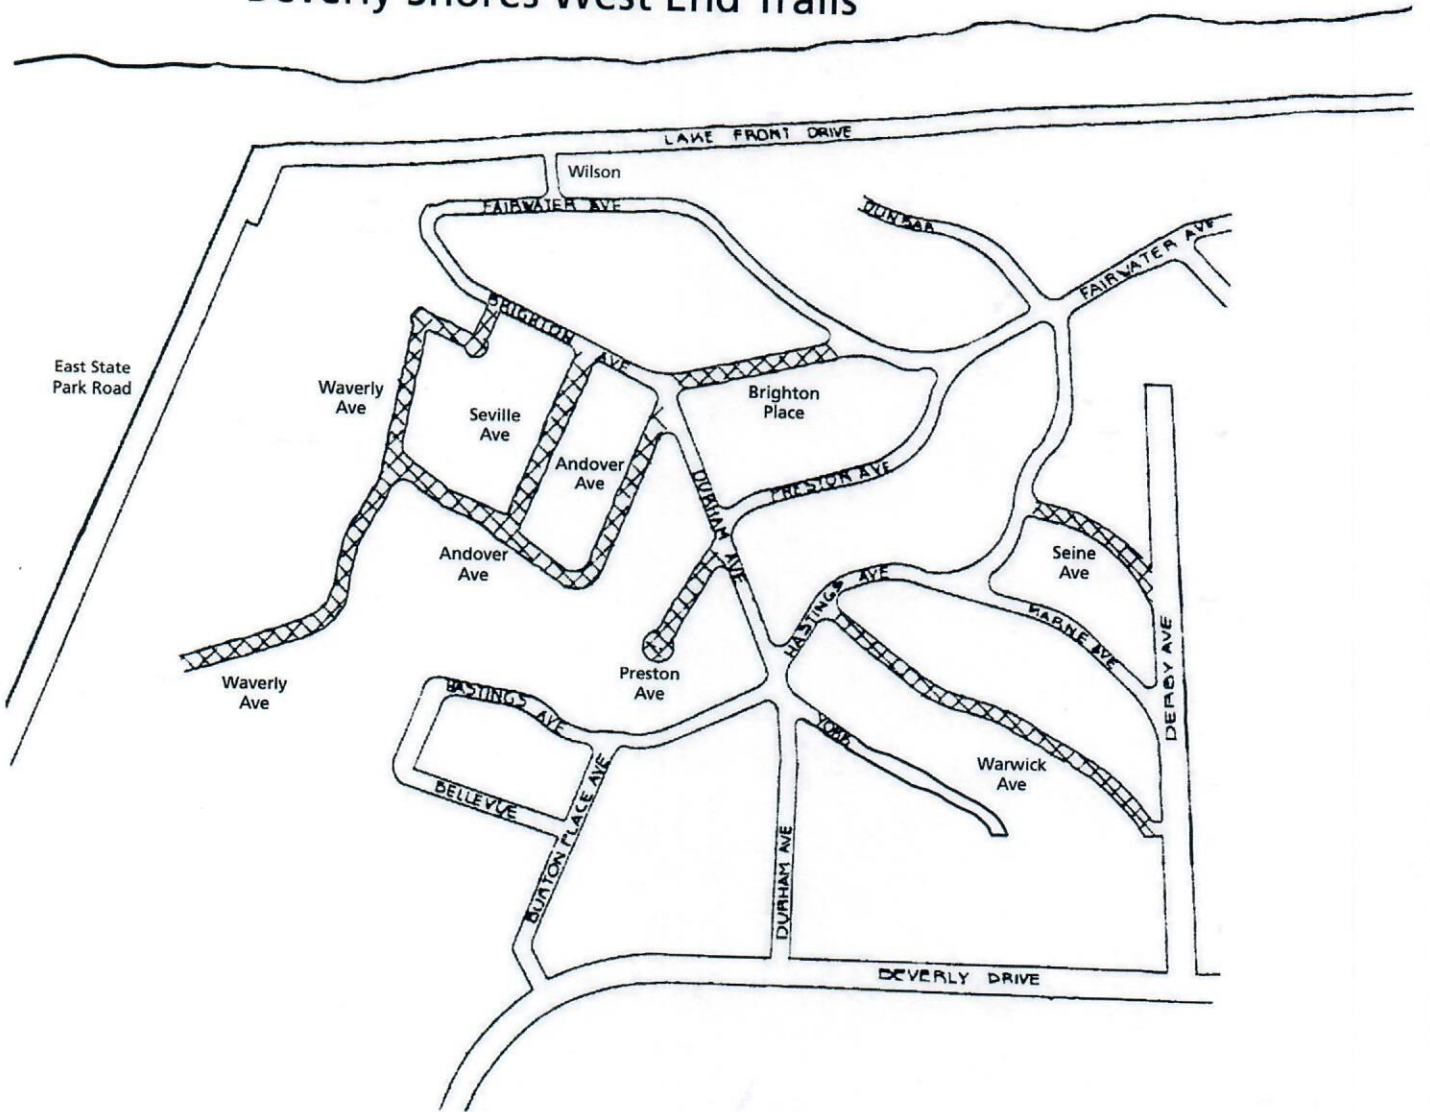 Beverly Shores West End Trails
LAKE FRONT DRIVE
Wilson
FAIRWATER AVE
DUNBAR
FAIRWATER AVE
BRIGHTON AVE
East State
Park Road
Waverly
Ave
Seville
Ave
Brighton
Place
Andover
Ave
DURHAM AVE
PRESTON AVE
Andover
Ave
Seine
Ave
HASTINGS AVE
MARNE AVE
DERBY AVE
Preston
Ave
Waverly
Ave
HASTINGS AVE
YORK
Warwick
Ave
BELLEVUE
BURTON PLACE AVE
DURHAM AVE
BEVERLY DRIVE